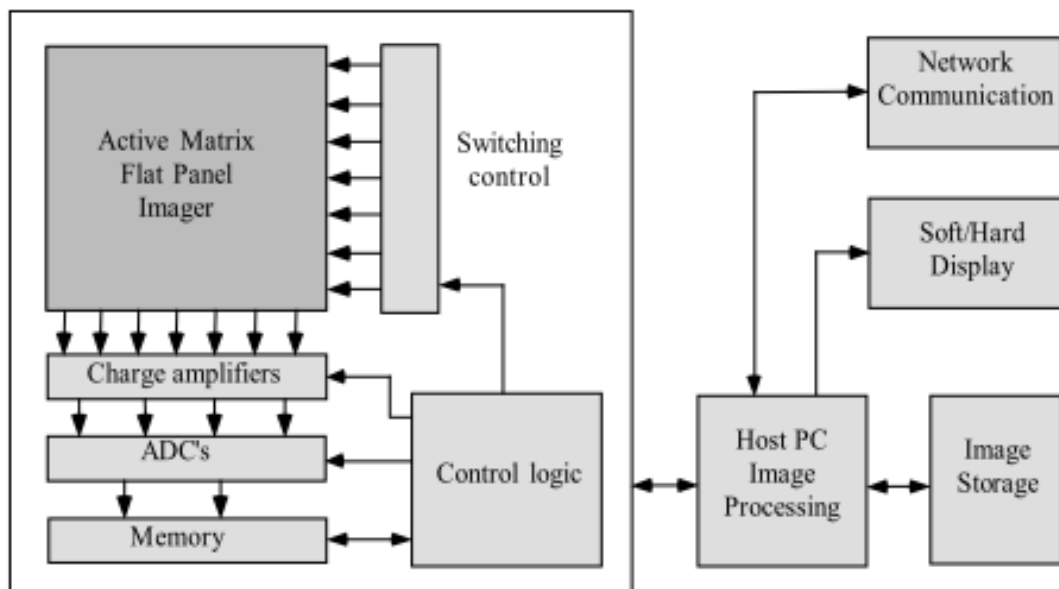 Active Matrix
Flat Panel
Imager
Switching
control
Charge amplifiers
ADC's
Memory
Control logic
Network
Communication
Soft/Hard
Display
Host PC
Image
Processing
Image
Storage